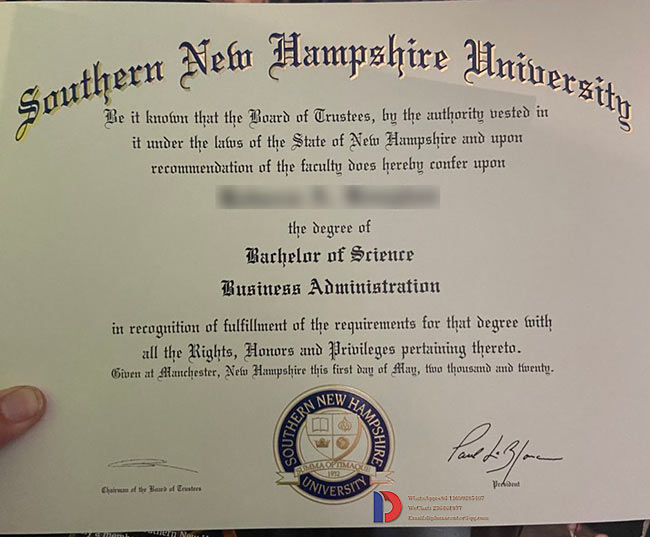 Southern New Hampshire University
Be it known that the Board of Trustees, by the authority vested in
it under the laws of the State of New Hampshire and upon
recommendation of the faculty does hereby confer upon
the degree of
Bachelor of Science
Business Administration
in recognition of fulfillment of the requirements for that degree with
all the Rights, Honors and Privileges pertaining thereto.
Given at Manchester, New Hampshire this first day of May, two thousand and twenty.
SOUTHERN NEW HAMPSHIRE
SUMMA OPTIMAQUE
1932
UNIVERSITY
Chairman of the Board of Trustees
President